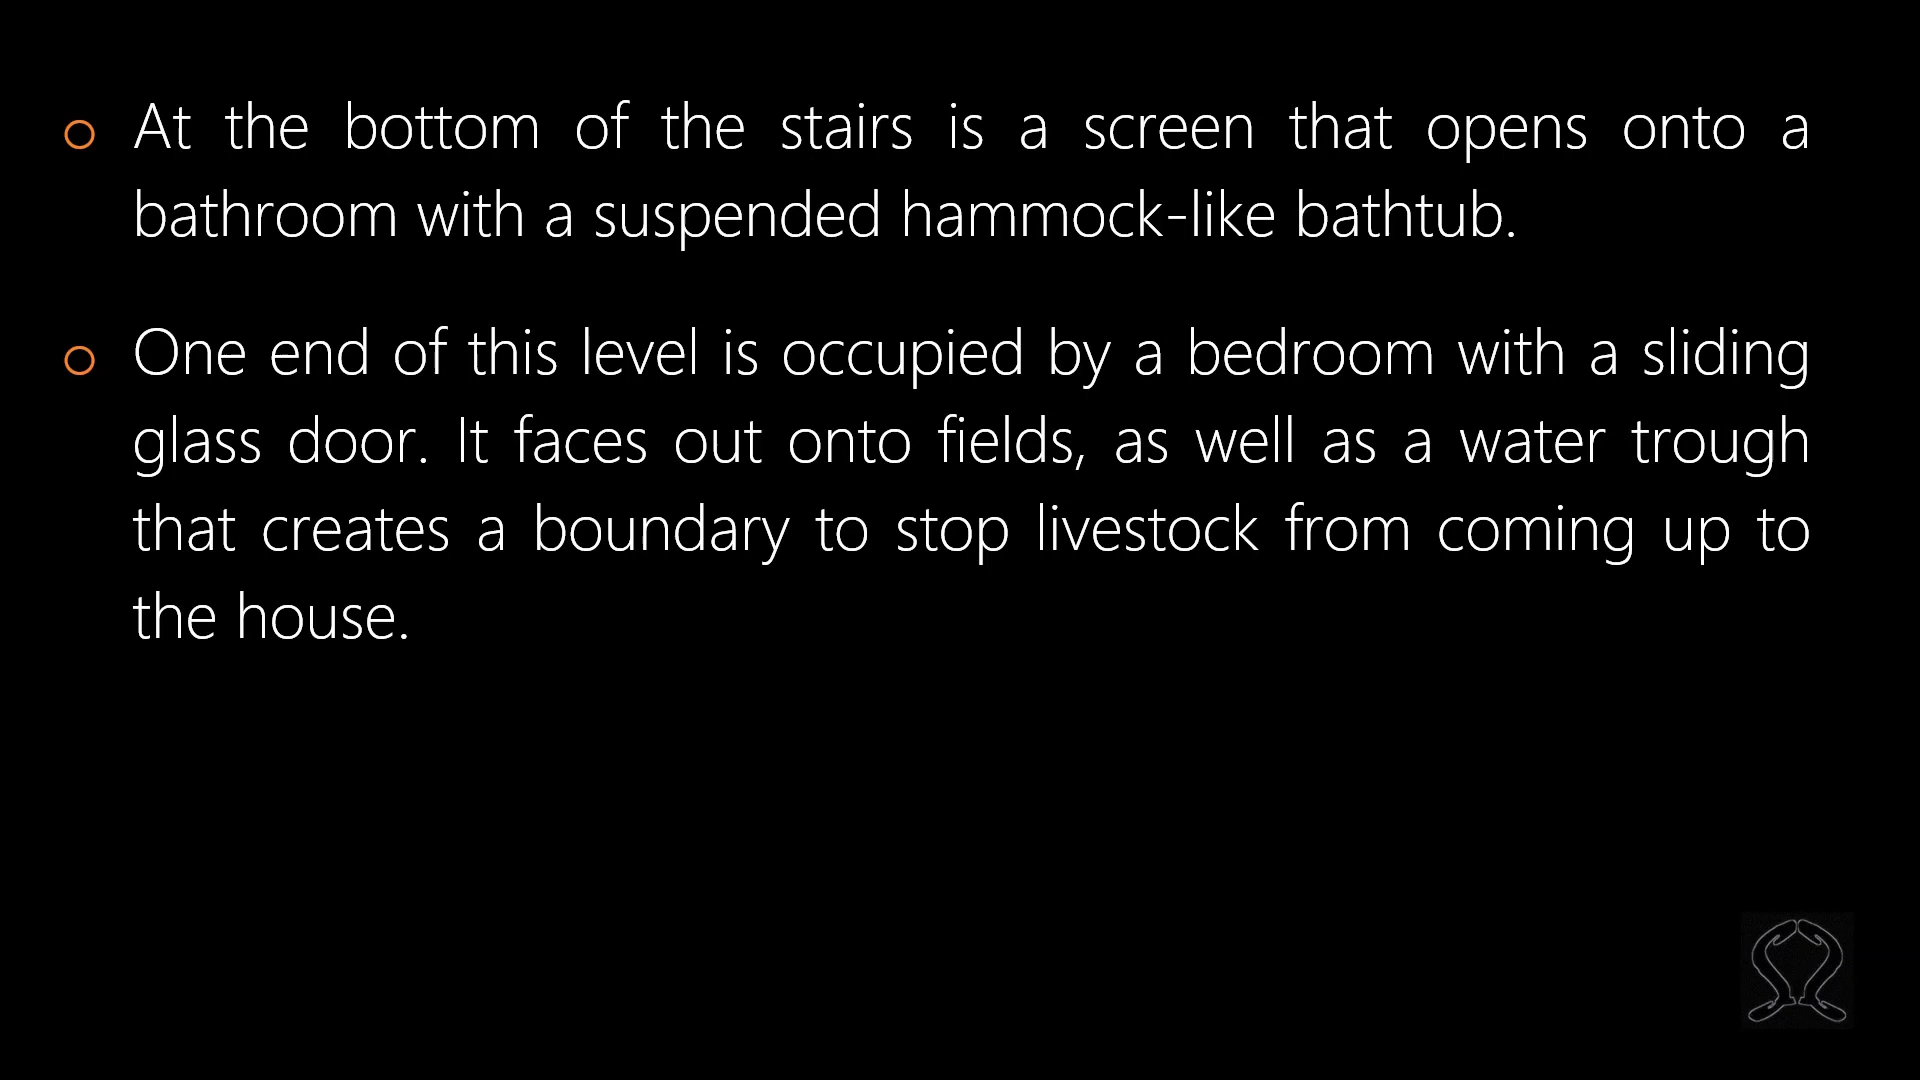 At the bottom of the stairs is a screen that opens onto a
bathroom with a suspended hammock-like bathtub.
One end of this level is occupied by a bedroom with a sliding
glass door. It faces out onto fields, as well as a water trough
that creates a boundary to stop livestock from coming up to
the house.